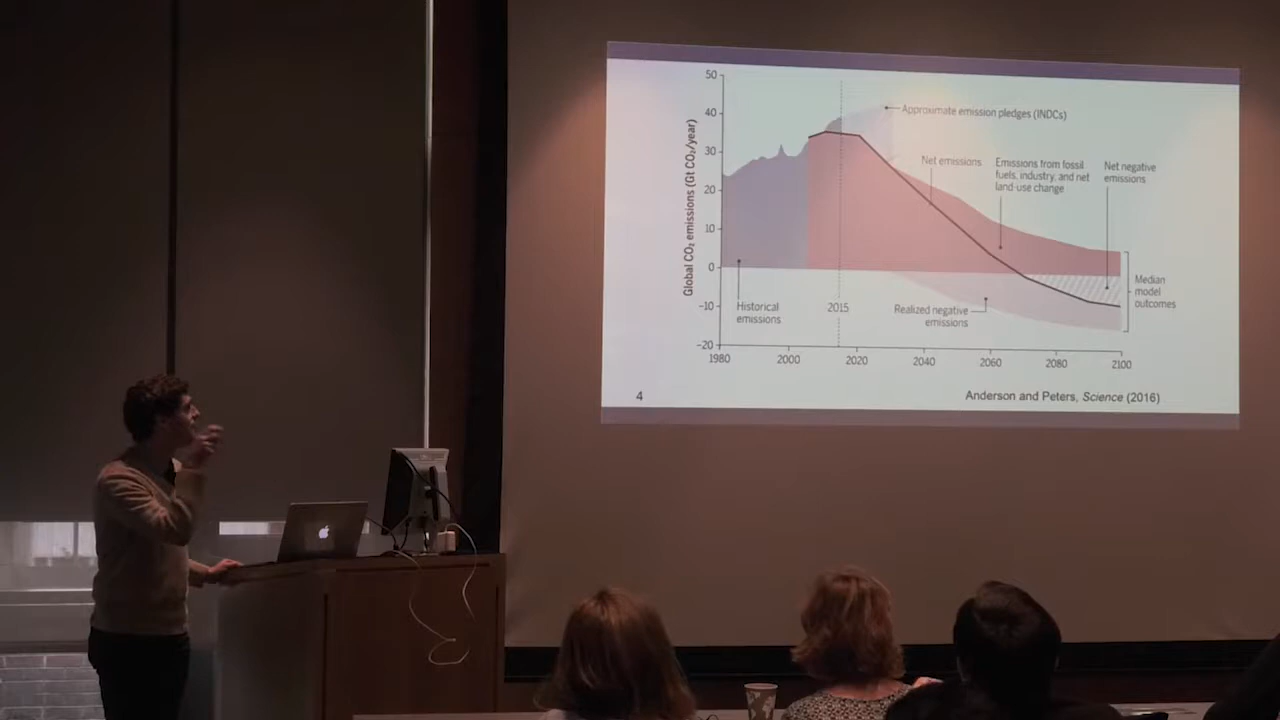 50
40
30
20
10
0
−10
−20
Global CO₂ emissions (Gt CO₂/year)
Approximate emission pledges (INDCs)
Net emissions
Emissions from fossil
fuels, industry, and net
land-use change
Net negative
emissions
Historical
emissions
2015
Realized negative
emissions
Median
model
outcomes
1980
2000
2020
2040
2060
2080
2100
4
Anderson and Peters, Science (2016)